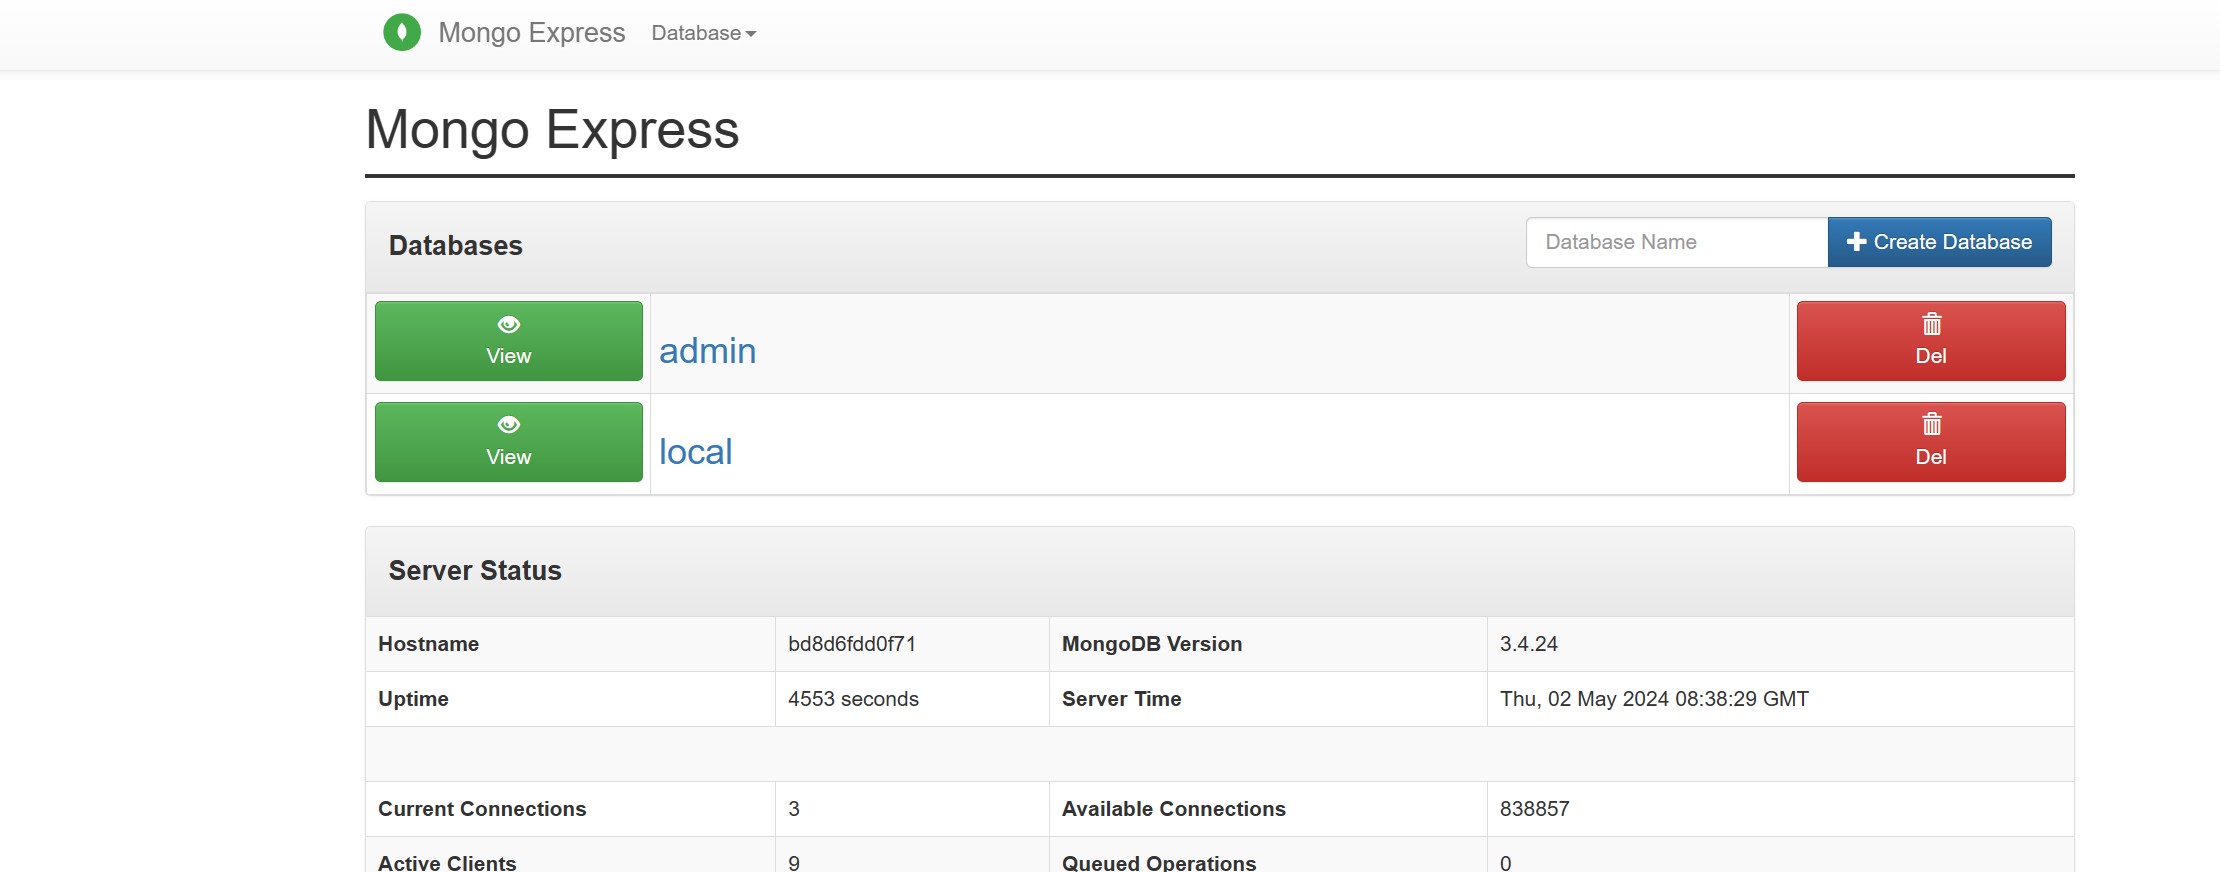 Mongo Express Database
Mongo Express
Databases Database Name Create Database
View admin Del
View local Del
Server Status
Hostname bd8d6fdd0f71 MongoDB Version 3.4.24
Uptime 4553 seconds Server Time Thu, 02 May 2024 08:38:29 GMT
Current Connections 3 Available Connections 838857
Active Clients 9 Queued Operations 0